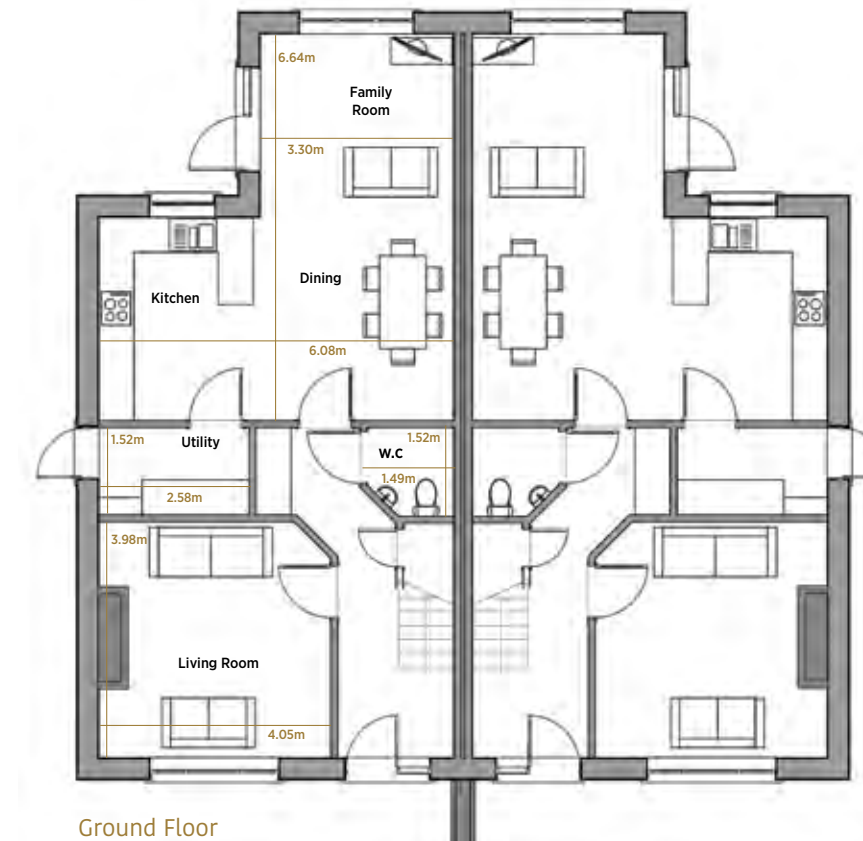 6.64m
Family
Room
3.30m
Dining
Kitchen
6.08m
1.52m
Utility
W.C
1.52m
1.49m
2.58m
3.98m
Living Room
4.05m
Ground Floor